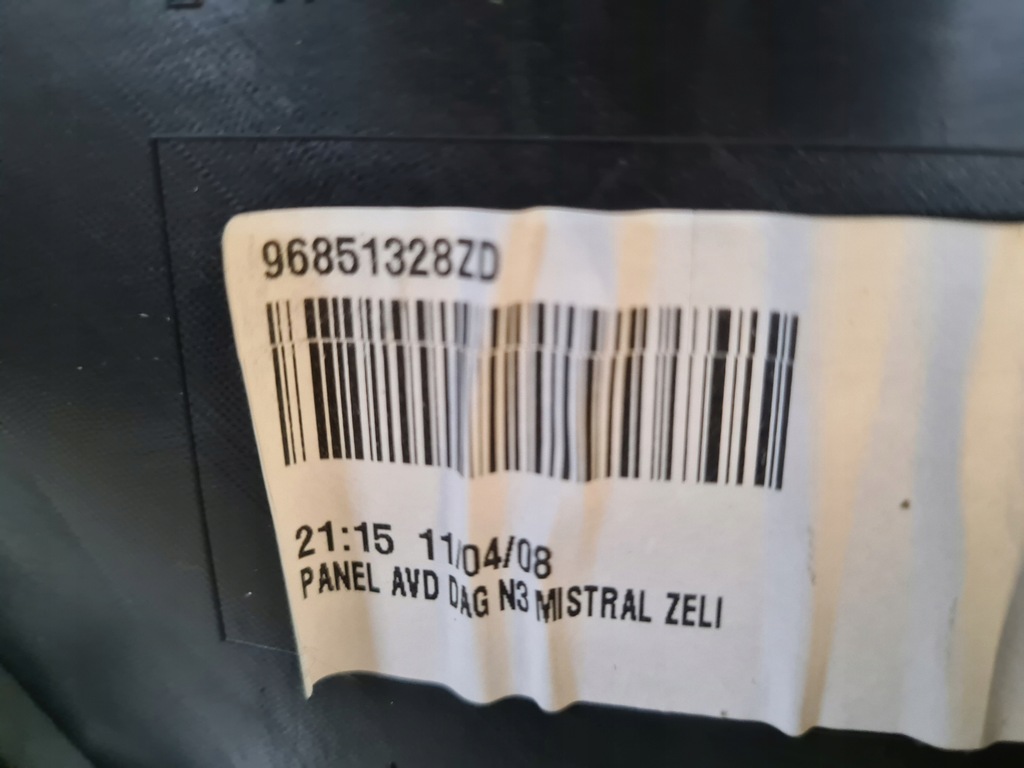 96851328ZD
21:15 11/04/08
PANEL AVD DAG N3 MISTRAL ZELI